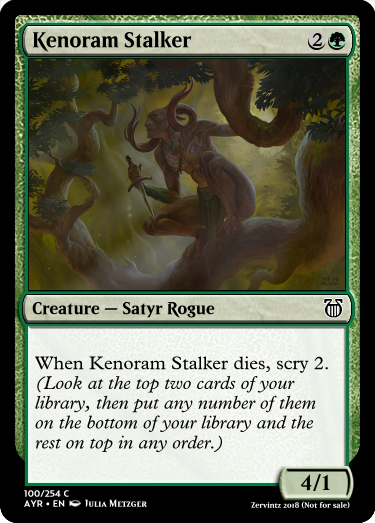 Kenoram Stalker 2
Creature — Satyr Rogue
When Kenoram Stalker dies, scry 2.
(Look at the top two cards of your
library, then put any number of them
on the bottom of your library and the
rest on top in any order.)
4/1
100/254 C
AYR • EN Julia Metzger
Zervintz 2018 (Not for sale)